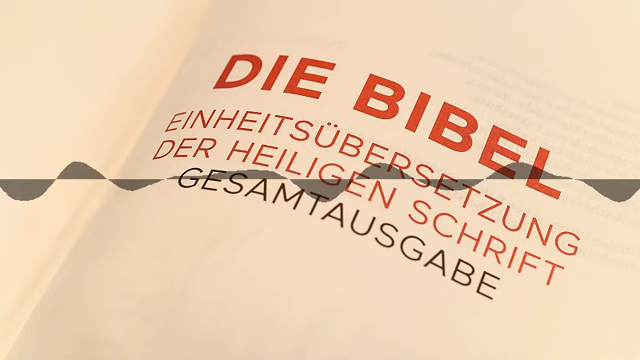 DIE BIBEL
EINHEITSÜBERSETZUNG
DER HEILIGEN SCHRIFT
GESAMTAUSGABE